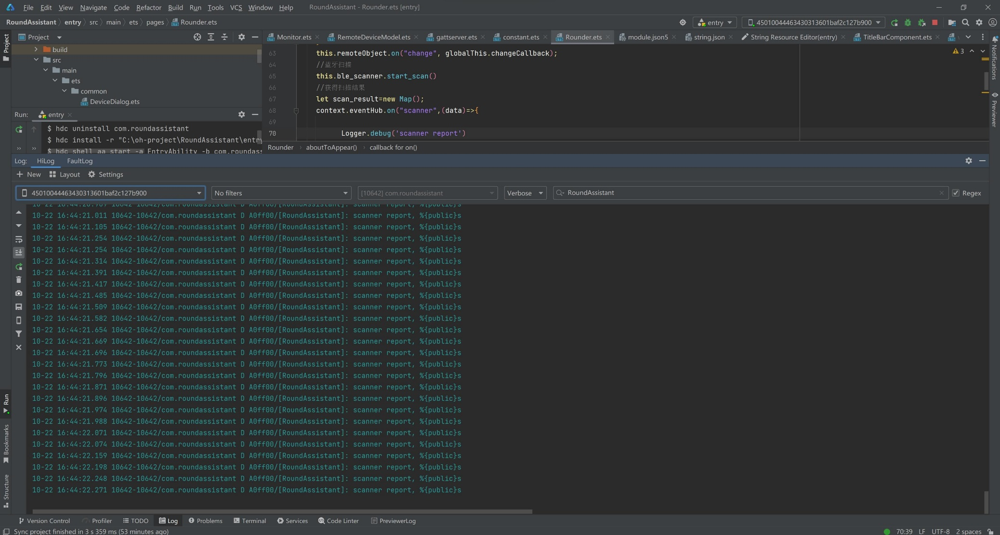 File Edit View Navigate Code Refactor Build Run Tools VCS Window Help RoundAssistant - Rounder.ets [entry]
RoundAssistant entry src main ets pages Rounder.ets entry 45010044463430313601baf2c127b900
Project
Project
Monitor.ets RemoteDeviceModel.ets gattserver.ets constant.ets Rounder.ets module.json5 string.json String Resource Editor(entry) TitleBarComponent.ets
build
src
main
ets
common
DeviceDialog.ets
63 this.remoteObject.on("change", globalThis.changeCallback);
64 //蓝牙扫描
65 this.ble_scanner.start_scan()
66 //获得扫描结果
67 let scan_result=new Map();
68 context.eventHub.on("scanner",(data)=>{
69
70 Logger.debug('scanner report')
3
Notifications
Previewer
Rounder aboutToAppear() callback for on()
Run: entry
$ hdc uninstall com.roundassistant
$ hdc install -r "C:\oh-project\RoundAssistant\entry
$ hdc shell aa start -a EntryAbility -b com.roundass
Log: HiLog FaultLog
New Layout Settings
45010044463430313601baf2c127b900 No filters [10642] com.roundassistant Verbose RoundAssistant Regex
10-22 16:44:20.989 10642-10642/com.roundassistant D A0ff00/[RoundAssistant]: scanner report, %{public}s
10-22 16:44:21.011 10642-10642/com.roundassistant D A0ff00/[RoundAssistant]: scanner report, %{public}s
10-22 16:44:21.105 10642-10642/com.roundassistant D A0ff00/[RoundAssistant]: scanner report, %{public}s
10-22 16:44:21.254 10642-10642/com.roundassistant D A0ff00/[RoundAssistant]: scanner report, %{public}s
10-22 16:44:21.254 10642-10642/com.roundassistant D A0ff00/[RoundAssistant]: scanner report, %{public}s
10-22 16:44:21.314 10642-10642/com.roundassistant D A0ff00/[RoundAssistant]: scanner report, %{public}s
10-22 16:44:21.391 10642-10642/com.roundassistant D A0ff00/[RoundAssistant]: scanner report, %{public}s
10-22 16:44:21.417 10642-10642/com.roundassistant D A0ff00/[RoundAssistant]: scanner report, %{public}s
10-22 16:44:21.485 10642-10642/com.roundassistant D A0ff00/[RoundAssistant]: scanner report, %{public}s
10-22 16:44:21.509 10642-10642/com.roundassistant D A0ff00/[RoundAssistant]: scanner report, %{public}s
10-22 16:44:21.582 10642-10642/com.roundassistant D A0ff00/[RoundAssistant]: scanner report, %{public}s
10-22 16:44:21.654 10642-10642/com.roundassistant D A0ff00/[RoundAssistant]: scanner report, %{public}s
10-22 16:44:21.669 10642-10642/com.roundassistant D A0ff00/[RoundAssistant]: scanner report, %{public}s
10-22 16:44:21.696 10642-10642/com.roundassistant D A0ff00/[RoundAssistant]: scanner report, %{public}s
10-22 16:44:21.773 10642-10642/com.roundassistant D A0ff00/[RoundAssistant]: scanner report, %{public}s
10-22 16:44:21.796 10642-10642/com.roundassistant D A0ff00/[RoundAssistant]: scanner report, %{public}s
10-22 16:44:21.871 10642-10642/com.roundassistant D A0ff00/[RoundAssistant]: scanner report, %{public}s
10-22 16:44:21.896 10642-10642/com.roundassistant D A0ff00/[RoundAssistant]: scanner report, %{public}s
10-22 16:44:21.974 10642-10642/com.roundassistant D A0ff00/[RoundAssistant]: scanner report, %{public}s
10-22 16:44:21.988 10642-10642/com.roundassistant D A0ff00/[RoundAssistant]: scanner report, %{public}s
10-22 16:44:22.071 10642-10642/com.roundassistant D A0ff00/[RoundAssistant]: scanner report, %{public}s
10-22 16:44:22.074 10642-10642/com.roundassistant D A0ff00/[RoundAssistant]: scanner report, %{public}s
10-22 16:44:22.159 10642-10642/com.roundassistant D A0ff00/[RoundAssistant]: scanner report, %{public}s
10-22 16:44:22.198 10642-10642/com.roundassistant D A0ff00/[RoundAssistant]: scanner report, %{public}s
10-22 16:44:22.248 10642-10642/com.roundassistant D A0ff00/[RoundAssistant]: scanner report, %{public}s
10-22 16:44:22.271 10642-10642/com.roundassistant D A0ff00/[RoundAssistant]: scanner report, %{public}s
Run
Bookmarks
Structure
Version Control Profiler TODO Log Problems Terminal Services Code Linter PreviewerLog
Sync project finished in 3 s 359 ms (53 minutes ago) 70:39 LF UTF-8 2 spaces